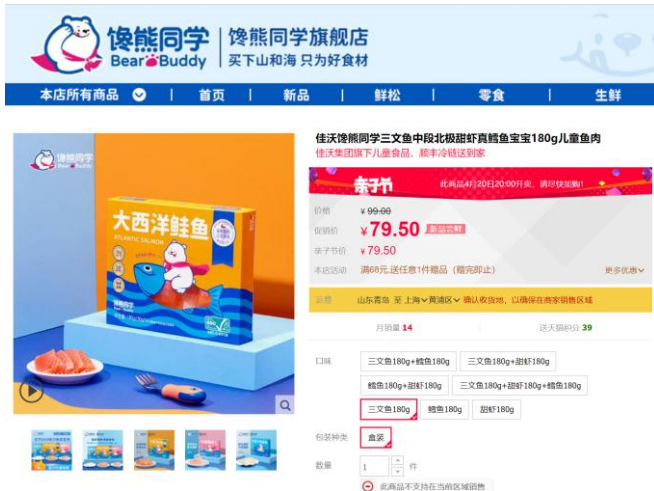 馋熊同学
Bear Buddy
馋熊同学旗舰店
买下山和海 只为好食材
本店所有商品 | 首页 | 新品 | 鲜松 | 零食 | 生鲜
馋熊同学
大西洋鲑鱼
ATLANTIC SALMON
馋熊同学
佳沃馋熊同学三文鱼中段北极甜虾真鳕鱼宝宝180g儿童鱼肉
佳沃集团旗下儿童食品，顺丰冷链送到家
亲子节 此商品4月20日20:00开卖，请尽快加购！
价格 ¥99.00
促销价 ¥79.50 新品尝鲜
亲子节价 ¥79.50
本店活动 满68元,送任意1件赠品（赠完即止） 更多优惠
运费 山东青岛 至 上海 黄浦区 确认收货地，以确保在商家销售区域
月销量 14 送天猫积分 39
口味 三文鱼180g+鳕鱼180g 三文鱼180g+甜虾180g
鳕鱼180g+甜虾180g 三文鱼180g+甜虾180g+鳕鱼180g
三文鱼180g 鳕鱼180g 甜虾180g
包装种类 盒装
数量 1 件
此商品不支持在当前区域销售